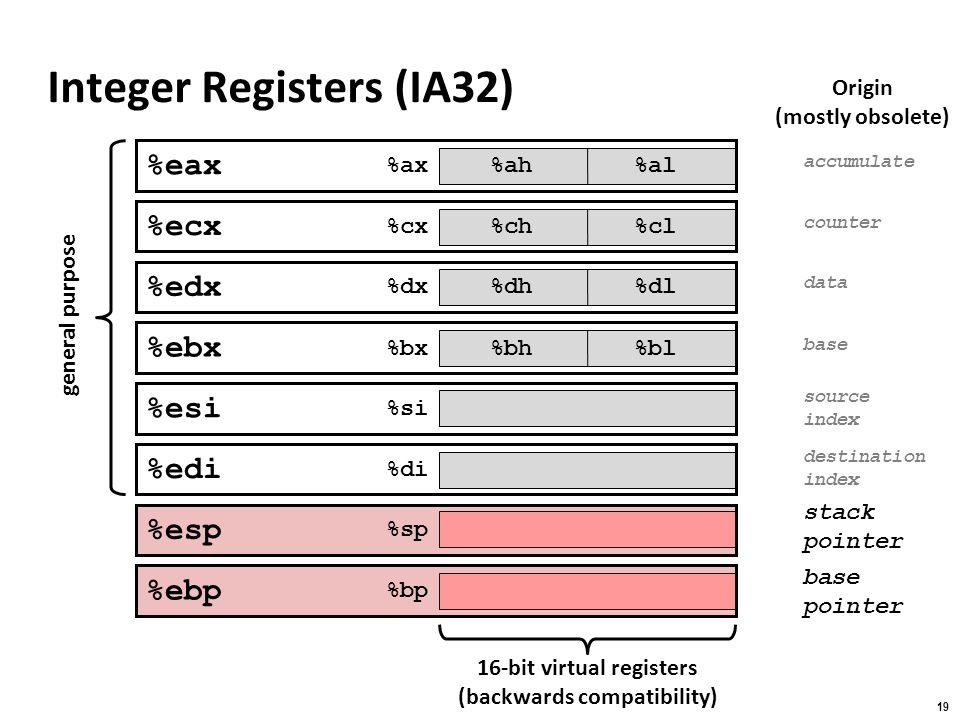 Integer Registers (IA32)
Origin
(mostly obsolete)
general purpose
%eax %ax %ah %al accumulate
%ecx %cx %ch %cl counter
%edx %dx %dh %dl data
%ebx %bx %bh %bl base
%esi %si source
index
%edi %di destination
index
%esp %sp stack
pointer
%ebp %bp base
pointer
16-bit virtual registers
(backwards compatibility)
19